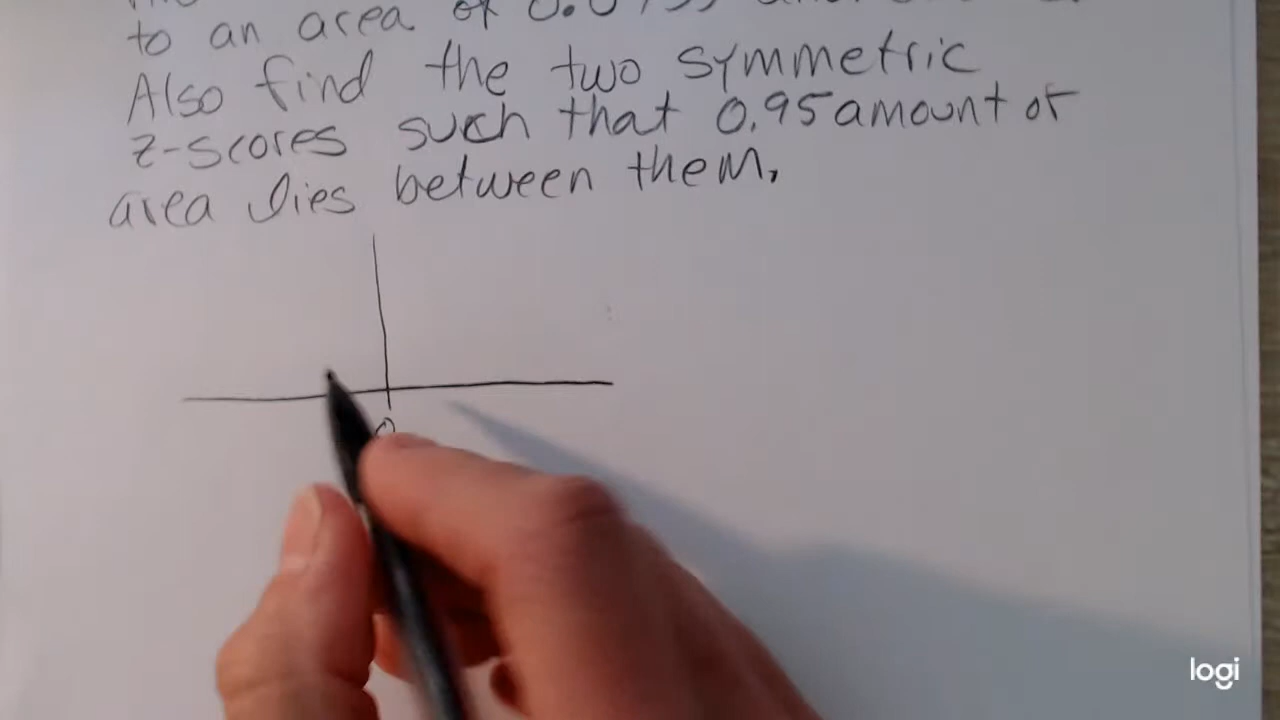 to an area of
Also find the two symmetric
z-scores such that 0.95 amount of
area lies between them.
0
logi